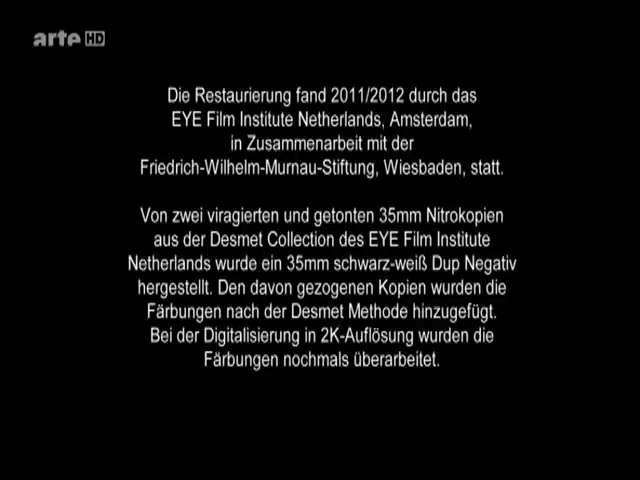 arte HD
Die Restaurierung fand 2011/2012 durch das
EYE Film Institute Netherlands, Amsterdam,
in Zusammenarbeit mit der
Friedrich-Wilhelm-Murnau-Stiftung, Wiesbaden, statt.
Von zwei viragierten und getonten 35mm Nitrokopien
aus der Desmet Collection des EYE Film Institute
Netherlands wurde ein 35mm schwarz-weiß Dup Negativ
hergestellt. Den davon gezogenen Kopien wurden die
Färbungen nach der Desmet Methode hinzugefügt.
Bei der Digitalisierung in 2K-Auflösung wurden die
Färbungen nochmals überarbeitet.